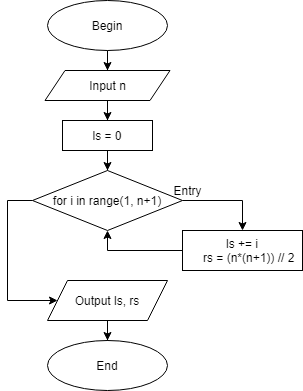 Begin
Input n
ls = 0
for i in range(1, n+1)
Entry
ls += i
rs = (n*(n+1)) // 2
Output ls, rs
End